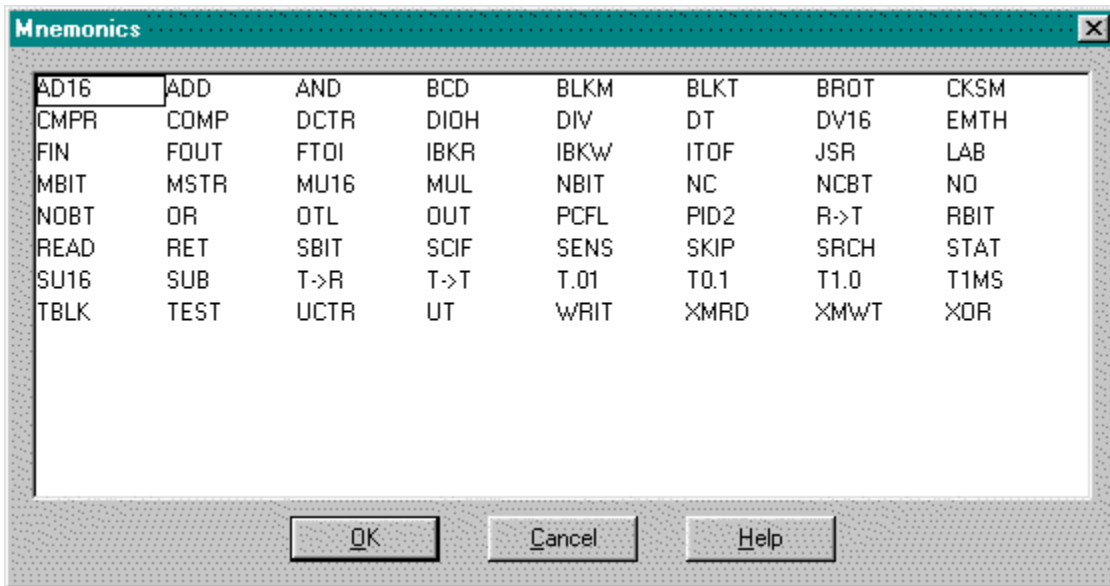 Mnemonics
AD16 ADD AND BCD BLKM BLKT BROT CKSM
CMPR COMP DCTR DIOH DIV DT DV16 EMTH
FIN FOUT FTOI IBKR IBKW ITOF JSR LAB
MBIT MSTR MU16 MUL NBIT NC NCBT NO
NOBT OR OTL OUT PCFL PID2 R->T RBIT
READ RET SBIT SCIF SENS SKIP SRCH STAT
SU16 SUB T->R T->T T.01 T0.1 T1.0 T1MS
TBLK TEST UCTR UT WRIT XMRD XMWT XOR
OK Cancel Help